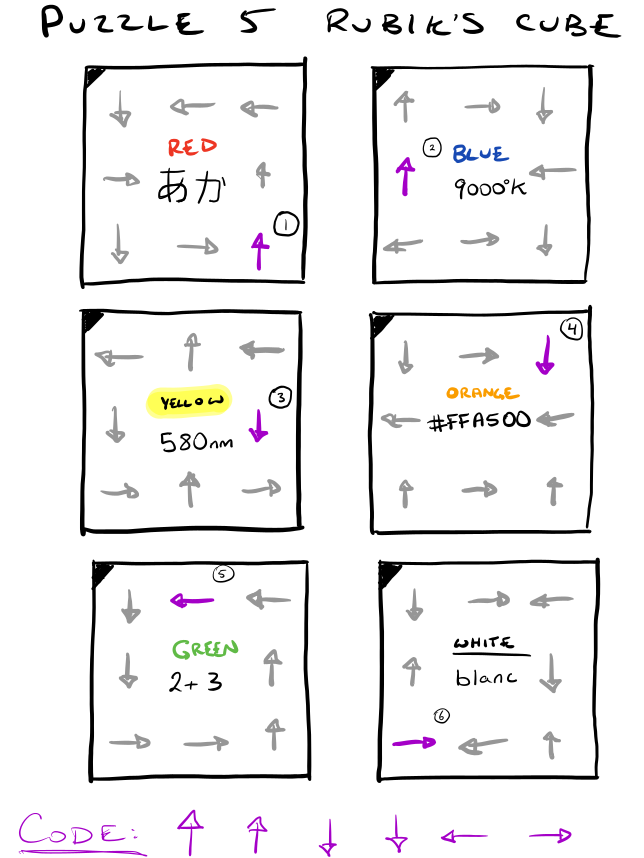 PUZZLE 5 RUBIK'S CUBE
↓ ← ←
RED
→ あか ↑
1
↓ → ↑
↑ → ↓
2 BLUE
↑ 9000°K ←
← → ↓
← ↑ ←
YELLOW 3
↓ 580nm ↓
→ ↑ →
4
↓ → ↓
ORANGE
← #FFA500 ←
↑ → ↑
5
↓ ← ←
GREEN
↓ 2+3 ↑
→ → ↑
↓ → ←
WHITE
↑ blanc ↓
6
→ ← ↑
CODE: ↑ ↑ ↓ ↓ ← →